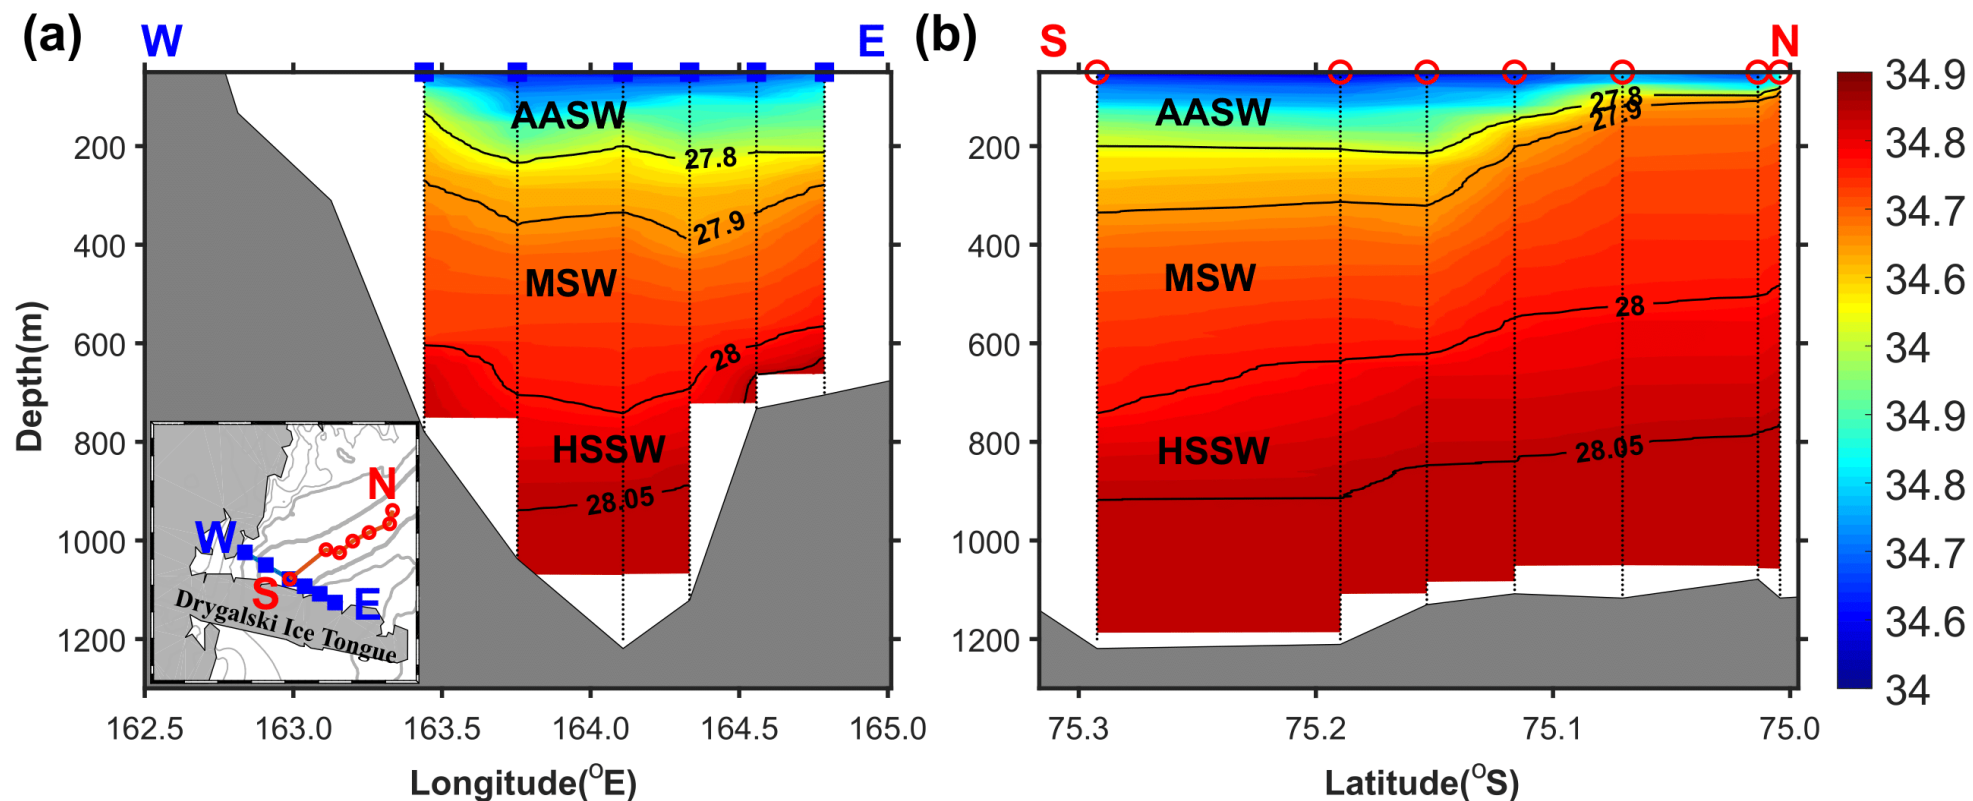 (a)
W
E
AASW
27.8
27.9
MSW
28
HSSW
28.05
200
400
600
800
1000
1200
Depth(m)
N
W
S
E
Drygalski Ice Tongue
162.5
163.0
163.5
164.0
164.5
165.0
Longitude(°E)
(b)
S
N
AASW
27.8
27.9
MSW
28
HSSW
28.05
200
400
600
800
1000
1200
75.3
75.2
75.1
75.0
Latitude(°S)
34.9
34.8
34.7
34.6
34
34.9
34.8
34.7
34.6
34